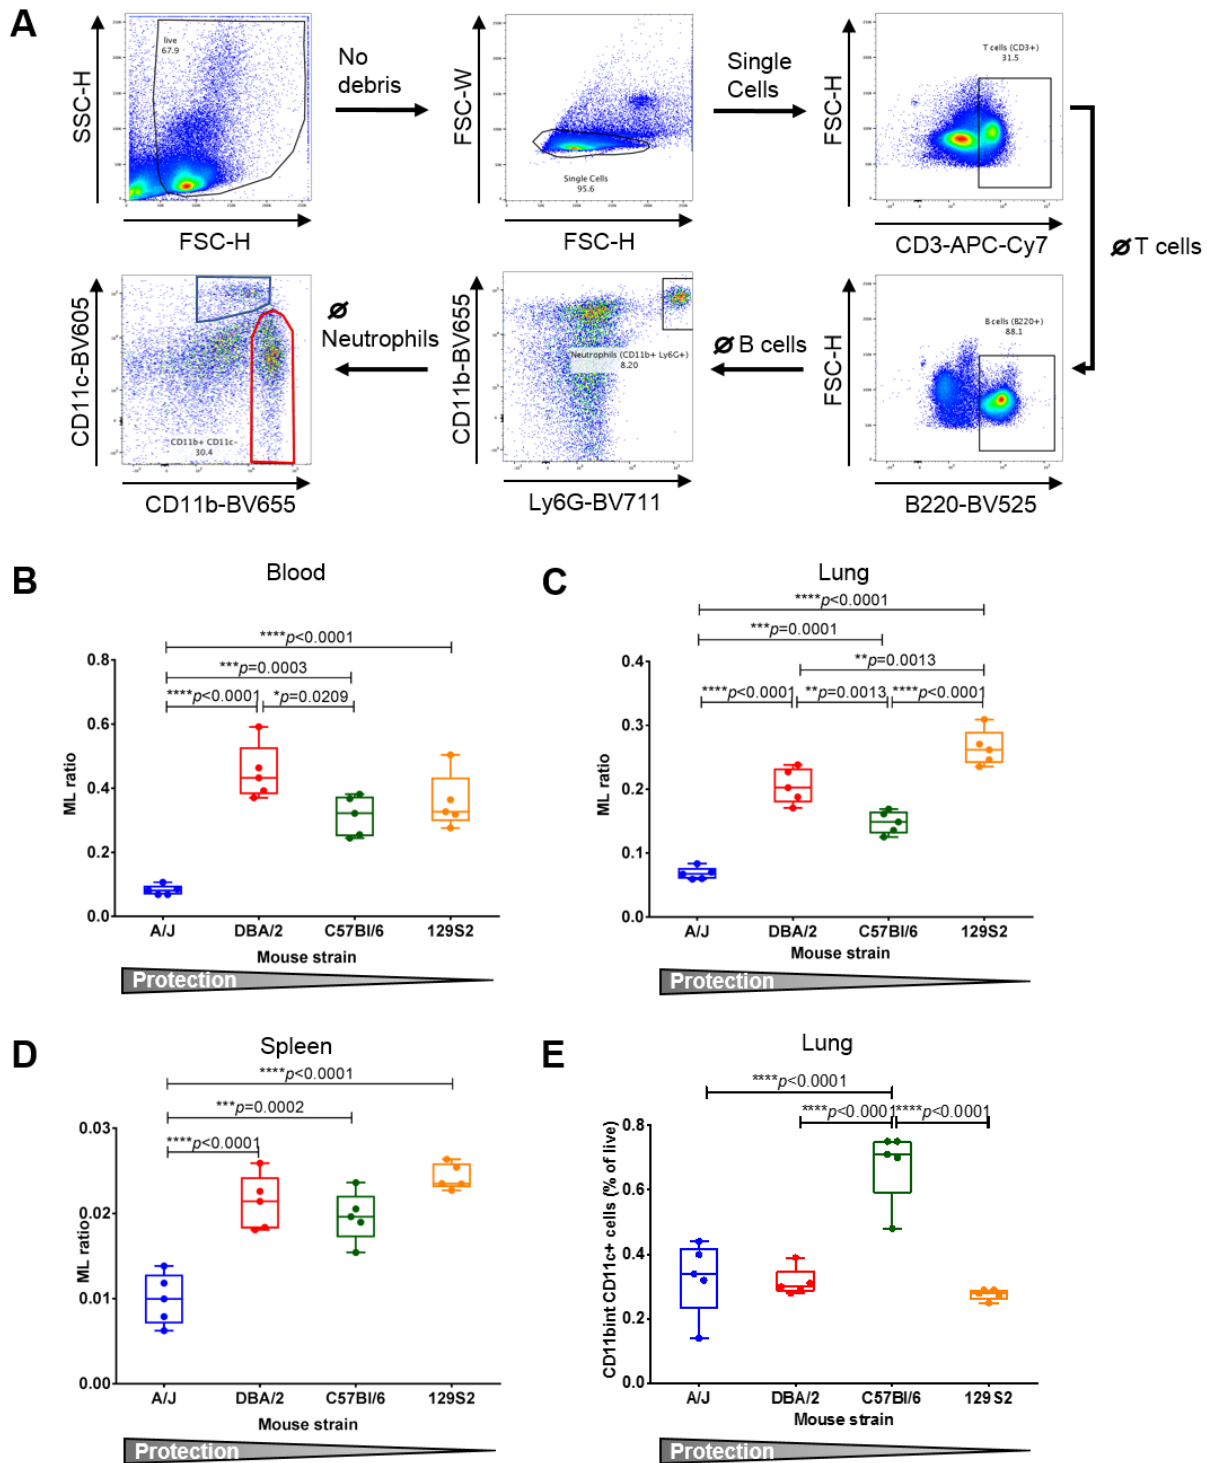 A
SSC-H
live
67.9
FSC-H
No
debris
FSC-W
Single Cells
95.6
FSC-H
Single
Cells
FSC-H
T cells (CD3+)
31.5
CD3-APC-Cy7
Ø T cells
CD11c-BV605
CD11b+ CD11c-
30.4
CD11b-BV655
Ø
Neutrophils
CD11b-BV655
Neutrophils (CD11b+ Ly6G+)
8.20
Ly6G-BV711
Ø B cells
FSC-H
B cells (B220+)
88.1
B220-BV525
B
Blood
****p<0.0001
***p=0.0003
****p<0.0001 *p=0.0209
ML ratio
0.8
0.6
0.4
0.2
0.0
A/J DBA/2 C57Bl/6 129S2
Mouse strain
Protection
C
Lung
****p<0.0001
***p=0.0001
**p=0.0013
****p<0.0001 **p=0.0013 ****p<0.0001
ML ratio
0.4
0.3
0.2
0.1
0.0
A/J DBA/2 C57Bl/6 129S2
Mouse strain
Protection
D
Spleen
****p<0.0001
***p=0.0002
****p<0.0001
ML ratio
0.03
0.02
0.01
0.00
A/J DBA/2 C57Bl/6 129S2
Mouse strain
Protection
E
Lung
****p<0.0001
****p<0.0001 ****p<0.0001
CD11bint CD11c+ cells (% of live)
0.8
0.6
0.4
0.2
0.0
A/J DBA/2 C57Bl/6 129S2
Mouse strain
Protection